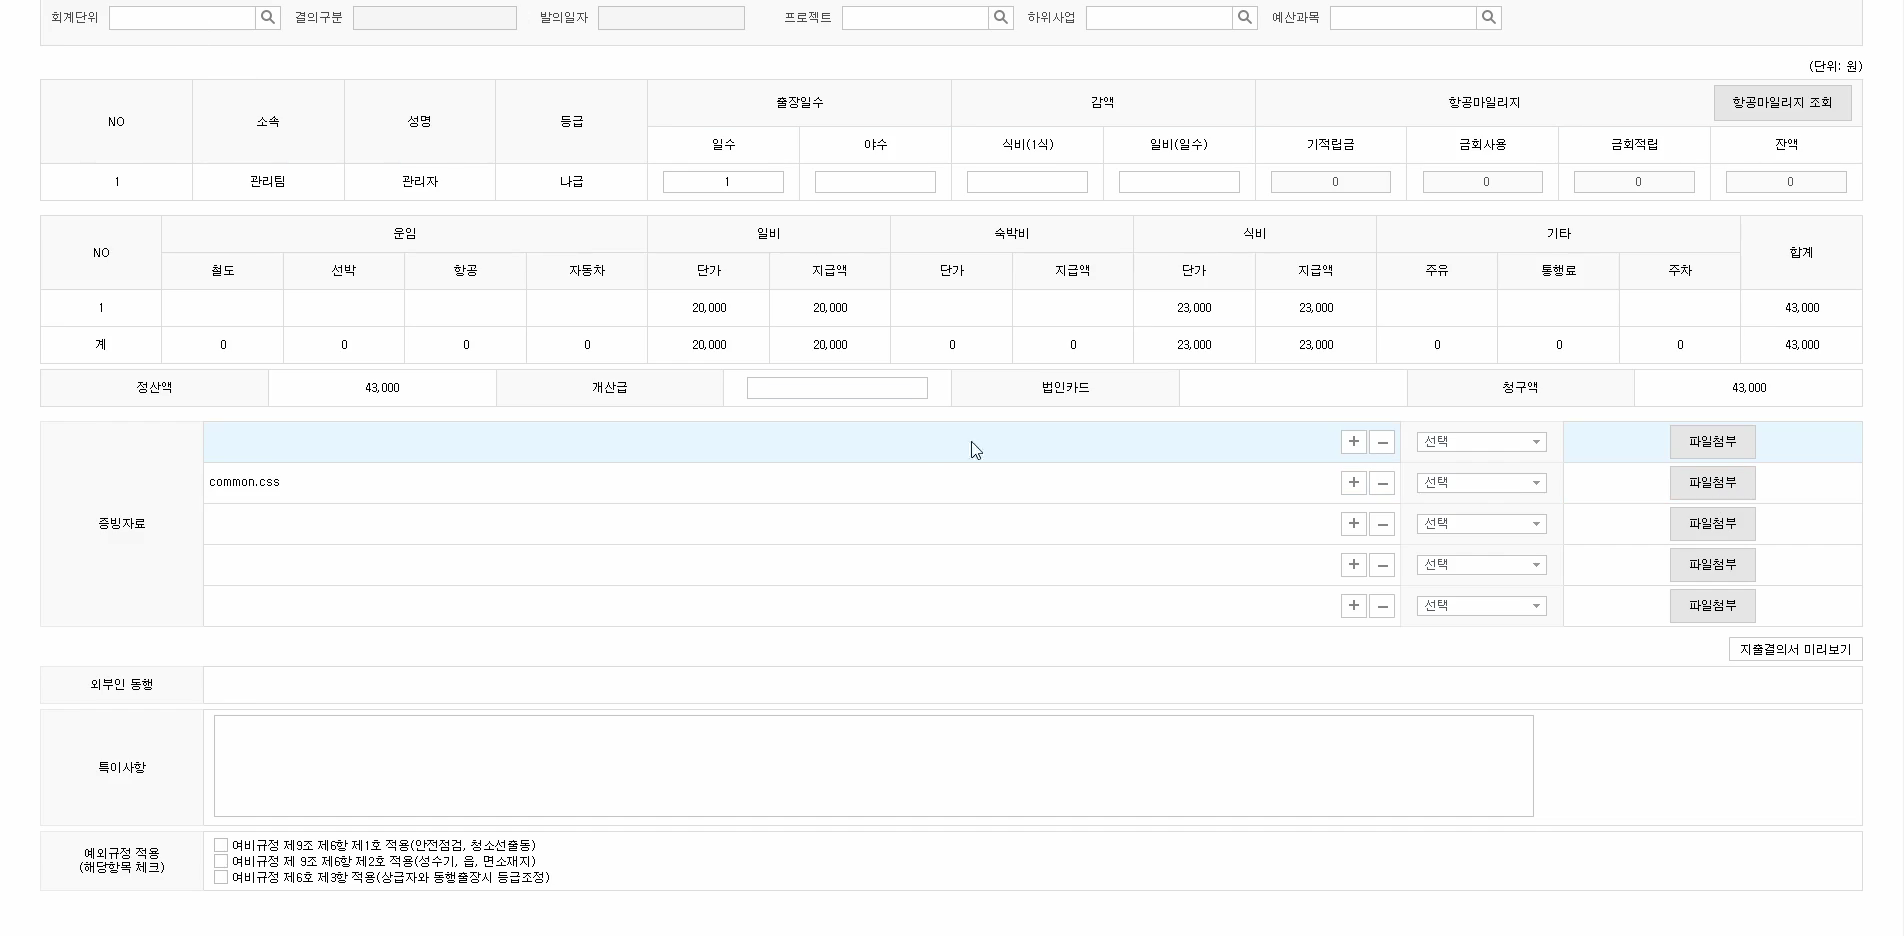 회계단위 결의구분 발의일자 프로젝트 하위사업 예산과목
(단위: 원)
NO 소속 성명 등급 출장일수 감액 항공마일리지 항공마일리지 조회
일수 야수 식비(1식) 일비(일수) 기적립금 금회사용 금회적립 잔액
1 관리팀 관리자 나급 1 0 0 0 0
NO 운임 일비 숙박비 식비 기타 합계
철도 선박 항공 자동차 단가 지급액 단가 지급액 단가 지급액 주유 통행료 주차
1 20,000 20,000 23,000 23,000 43,000
계 0 0 0 0 20,000 20,000 0 0 23,000 23,000 0 0 0 43,000
정산액 43,000 개산급 법인카드 청구액 43,000
증빙자료
+ - 선택 파일첨부
common.css + - 선택 파일첨부
+ - 선택 파일첨부
+ - 선택 파일첨부
+ - 선택 파일첨부
지출결의서 미리보기
외부인 동행
특이사항
예외규정 적용
(해당항목 체크)
여비규정 제9조 제6항 제1호 적용(안전점검, 청소선출동)
여비규정 제 9조 제6항 제2호 적용(성수기, 읍, 면소재지)
여비규정 제6호 제3항 적용(상급자와 동행출장시 등급조정)